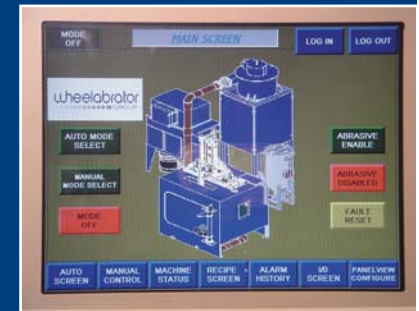 MODE
OFF
MAIN SCREEN
LOG IN
LOG OUT
wheelabrator
GROUP
AUTO MODE
SELECT
MANUAL
MODE SELECT
MODE
OFF
ABRASIVE
ENABLE
ABRASIVE
DISABLED
FAULT
RESET
AUTO
SCREEN
MANUAL
CONTROL
MACHINE
STATUS
RECIPE
SCREEN
ALARM
HISTORY
I/O
SCREEN
PANELVIEW
CONFIGURE